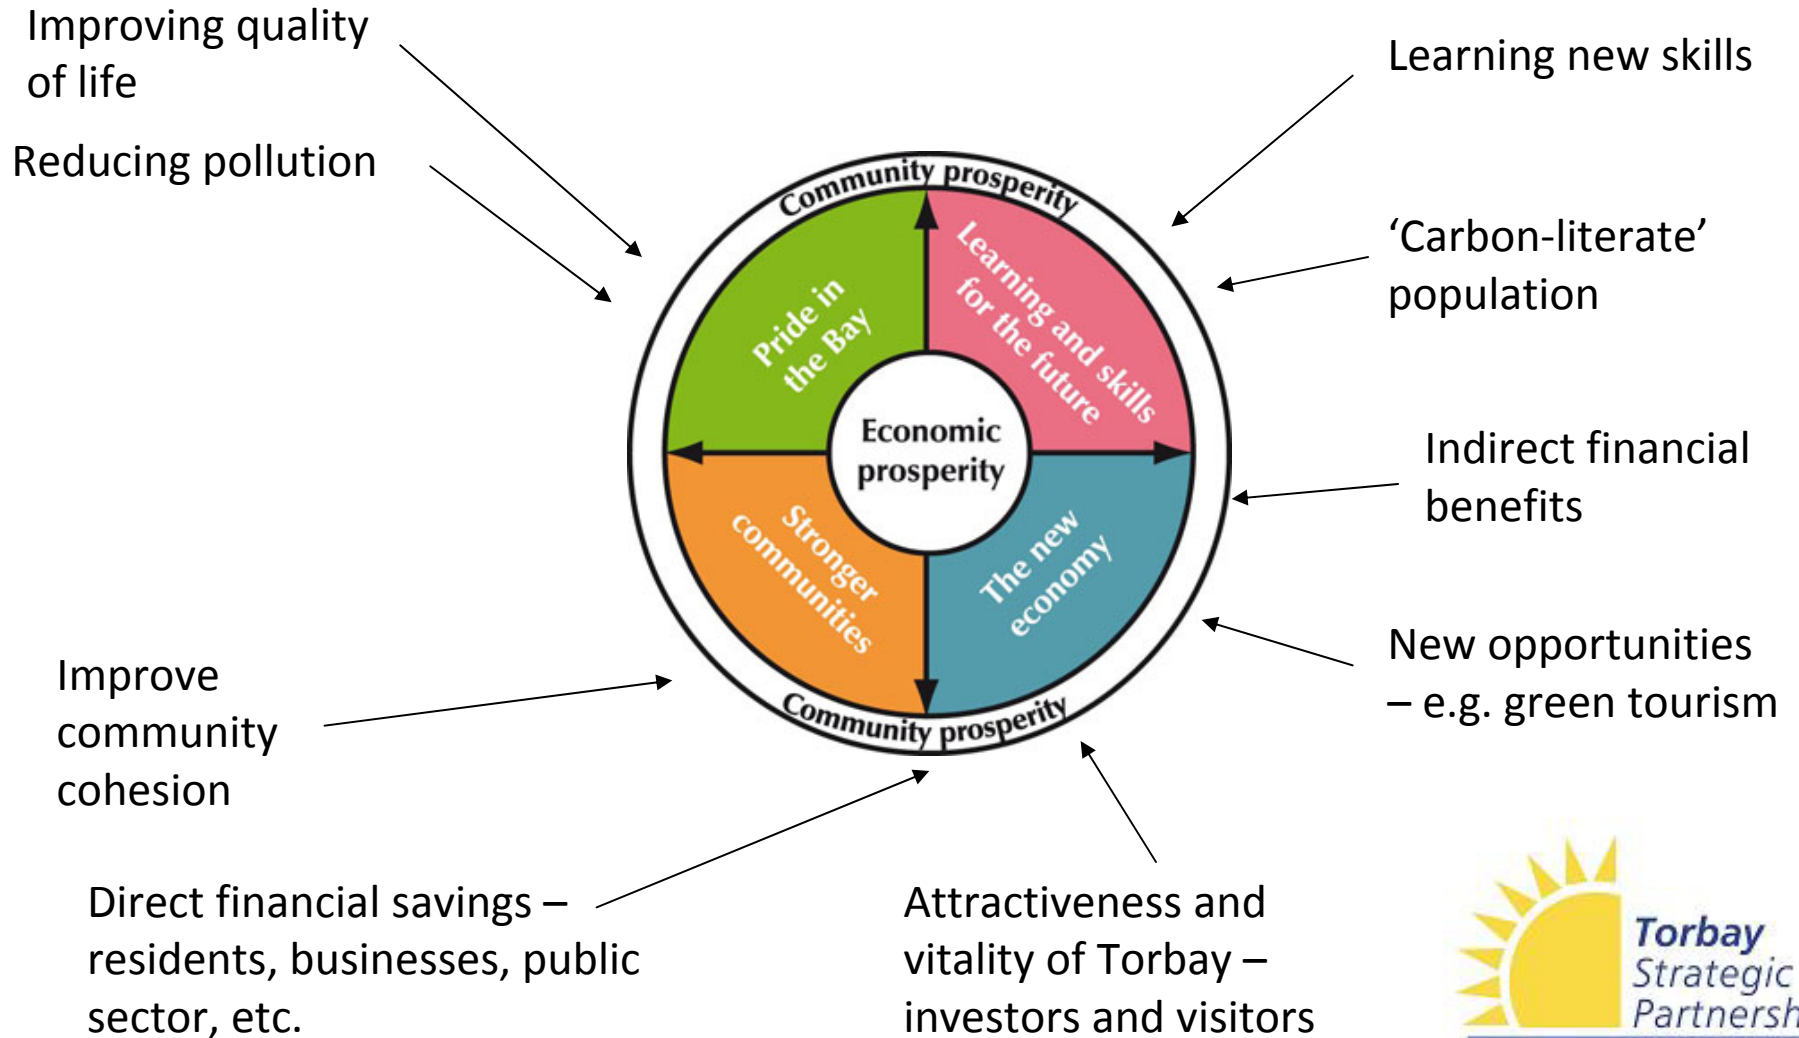 Improving quality
of life
Reducing pollution
Learning new skills
‘Carbon-literate’
population
Indirect financial
benefits
New opportunities
– e.g. green tourism
Community prosperity
Pride in
the Bay
Learning and skills
for the future
Economic
prosperity
Stronger
communities
The new
economy
Community prosperity
Improve
community
cohesion
Direct financial savings –
residents, businesses, public
sector, etc.
Attractiveness and
vitality of Torbay –
investors and visitors
Torbay
Strategic
Partnersh